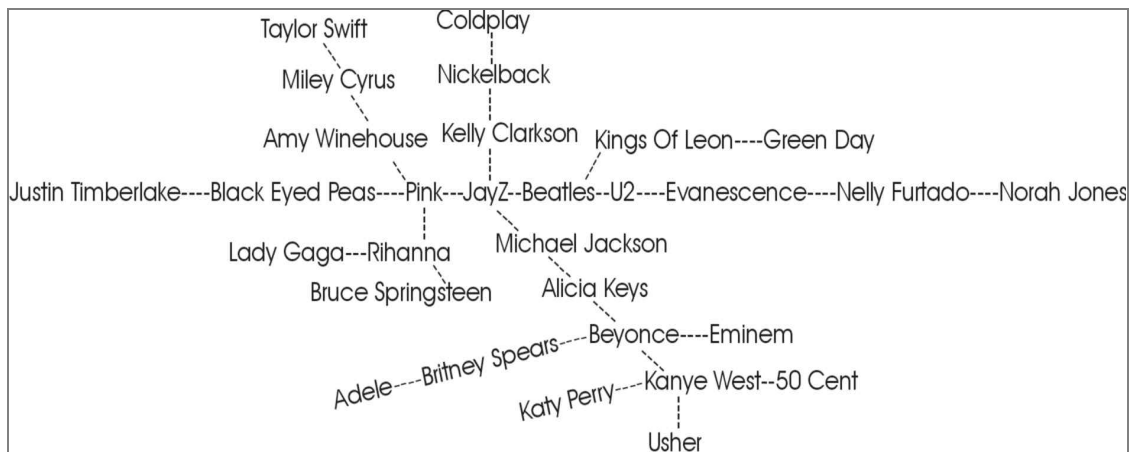 Taylor Swift
Coldplay
Miley Cyrus
Nickelback
Amy Winehouse
Kelly Clarkson
Kings Of Leon----Green Day
Justin Timberlake----Black Eyed Peas----Pink---JayZ--Beatles--U2----Evanescence----Nelly Furtado----Norah Jones
Lady Gaga---Rihanna
Michael Jackson
Bruce Springsteen
Alicia Keys
Beyonce----Eminem
Adele----Britney Spears----
Katy Perry----Kanye West--50 Cent
Usher